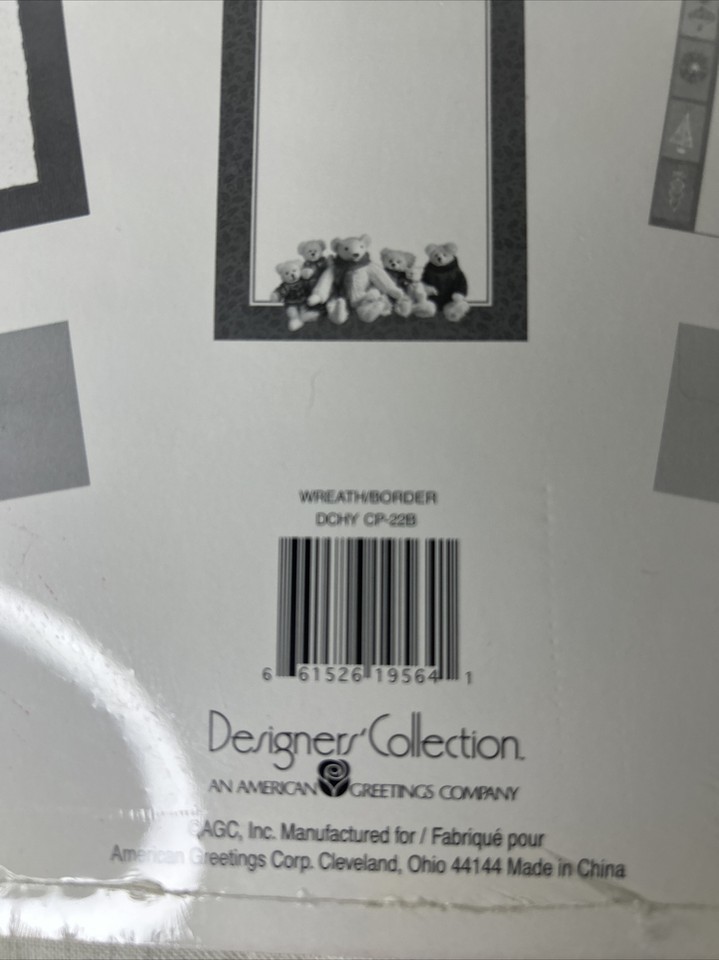 WREATH/BORDER
DCHY CP-22B
6 61526 19564 1
Designers' Collection.
AN AMERICAN GREETINGS COMPANY
©AGC, Inc. Manufactured for / Fabriqué pour
American Greetings Corp. Cleveland, Ohio 44144 Made in China